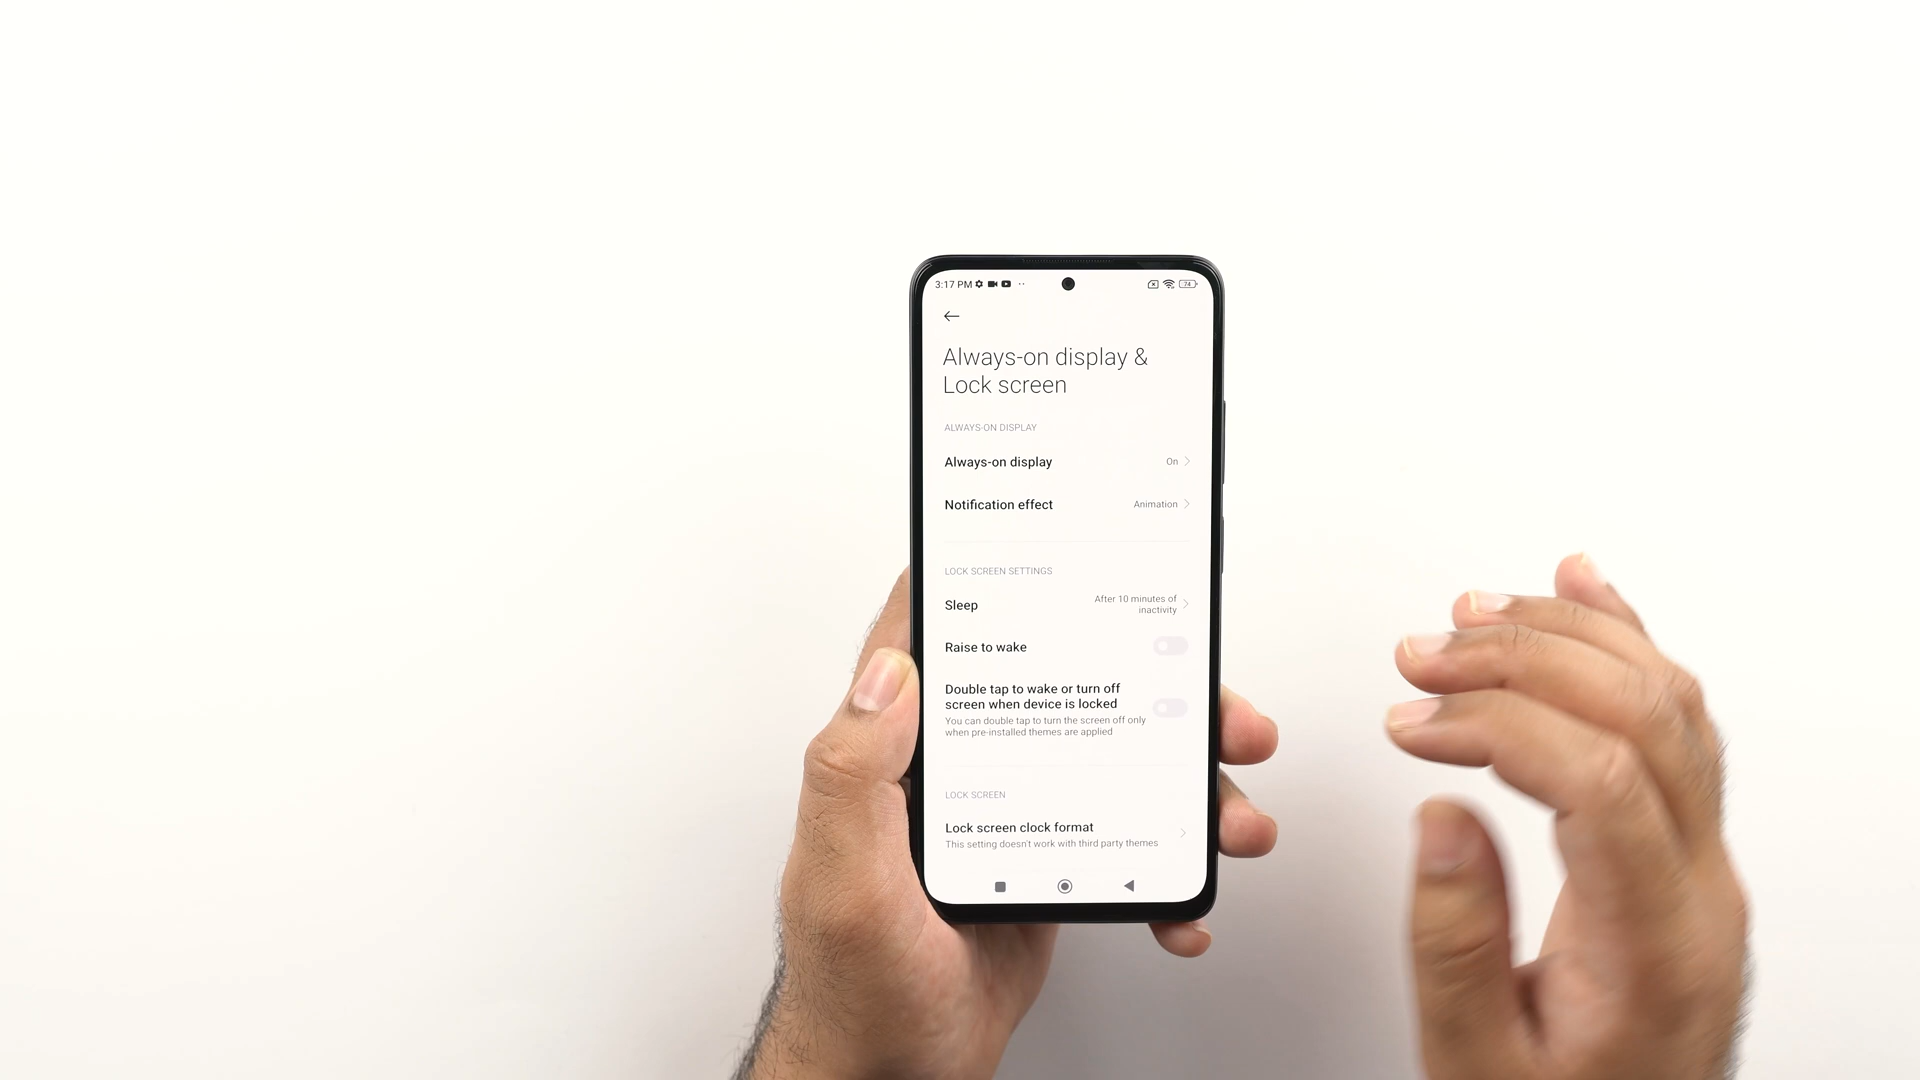 3:17 PM
74
Always-on display &
Lock screen
ALWAYS-ON DISPLAY
Always-on display
On
Notification effect
Animation
LOCK SCREEN SETTINGS
Sleep
After 10 minutes of
inactivity
Raise to wake
Double tap to wake or turn off
screen when device is locked
You can double tap to turn the screen off only
when pre-installed themes are applied
LOCK SCREEN
Lock screen clock format
This setting doesn't work with third party themes